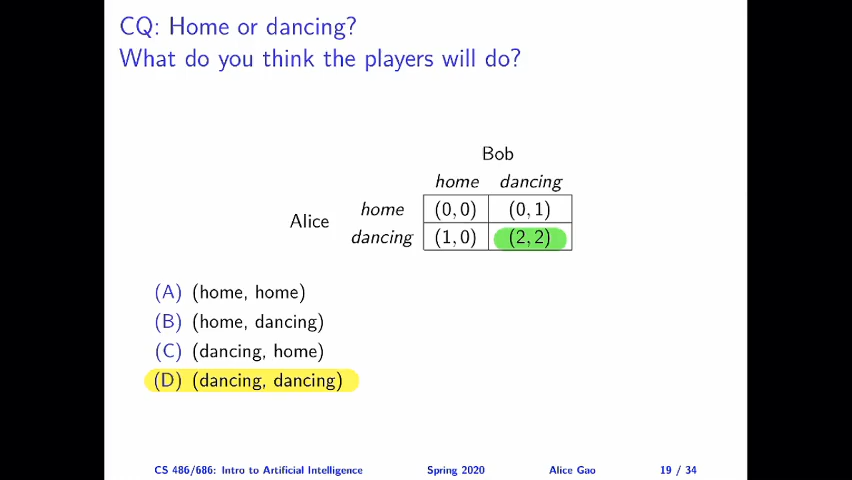 CQ: Home or dancing?
What do you think the players will do?
Bob
home dancing
Alice
home (0, 0) (0, 1)
dancing (1, 0) (2, 2)
(A) (home, home)
(B) (home, dancing)
(C) (dancing, home)
(D) (dancing, dancing)
CS 486/686: Intro to Artificial Intelligence Spring 2020 Alice Gao 19 / 34